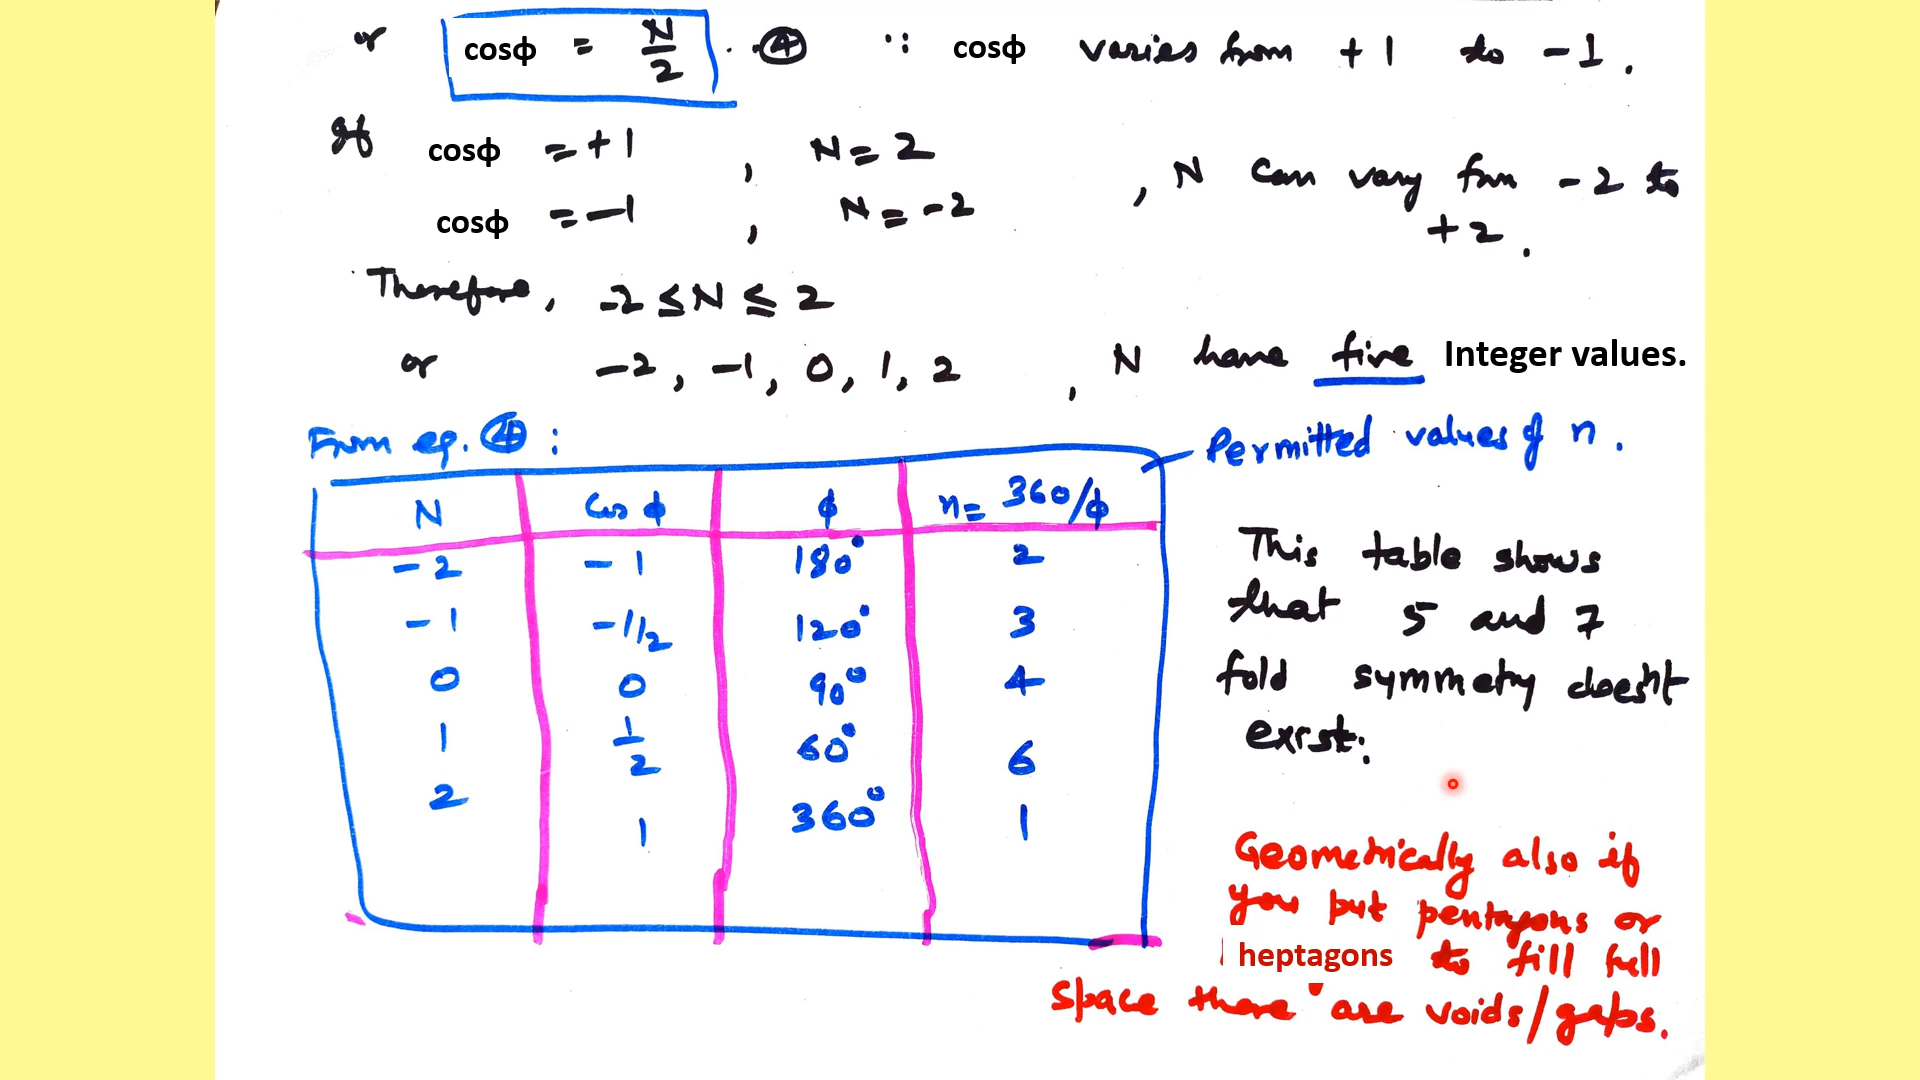 or cosф = N/2 . . ④ ∵ cosф varies from +1 to -1.
If cosф = +1 , N = 2
, N can vary from -2 to
cosф = -1 , N = -2
+2.
Therefore, -2 ≤ N ≤ 2
or -2, -1, 0, 1, 2 , N have five Integer values.
From eq. ④ :
Permitted values of n.
N Cos ϕ ϕ n = 360/ϕ
-2 -1 180° 2
-1 -1/2 120° 3
0 0 90° 4
1 1/2 60° 6
2 1 360° 1
This table shows
that 5 and 7
fold symmetry doesn't
exist.
Geometrically also if
you put pentagons or
heptagons to fill full
space there are voids/gaps.